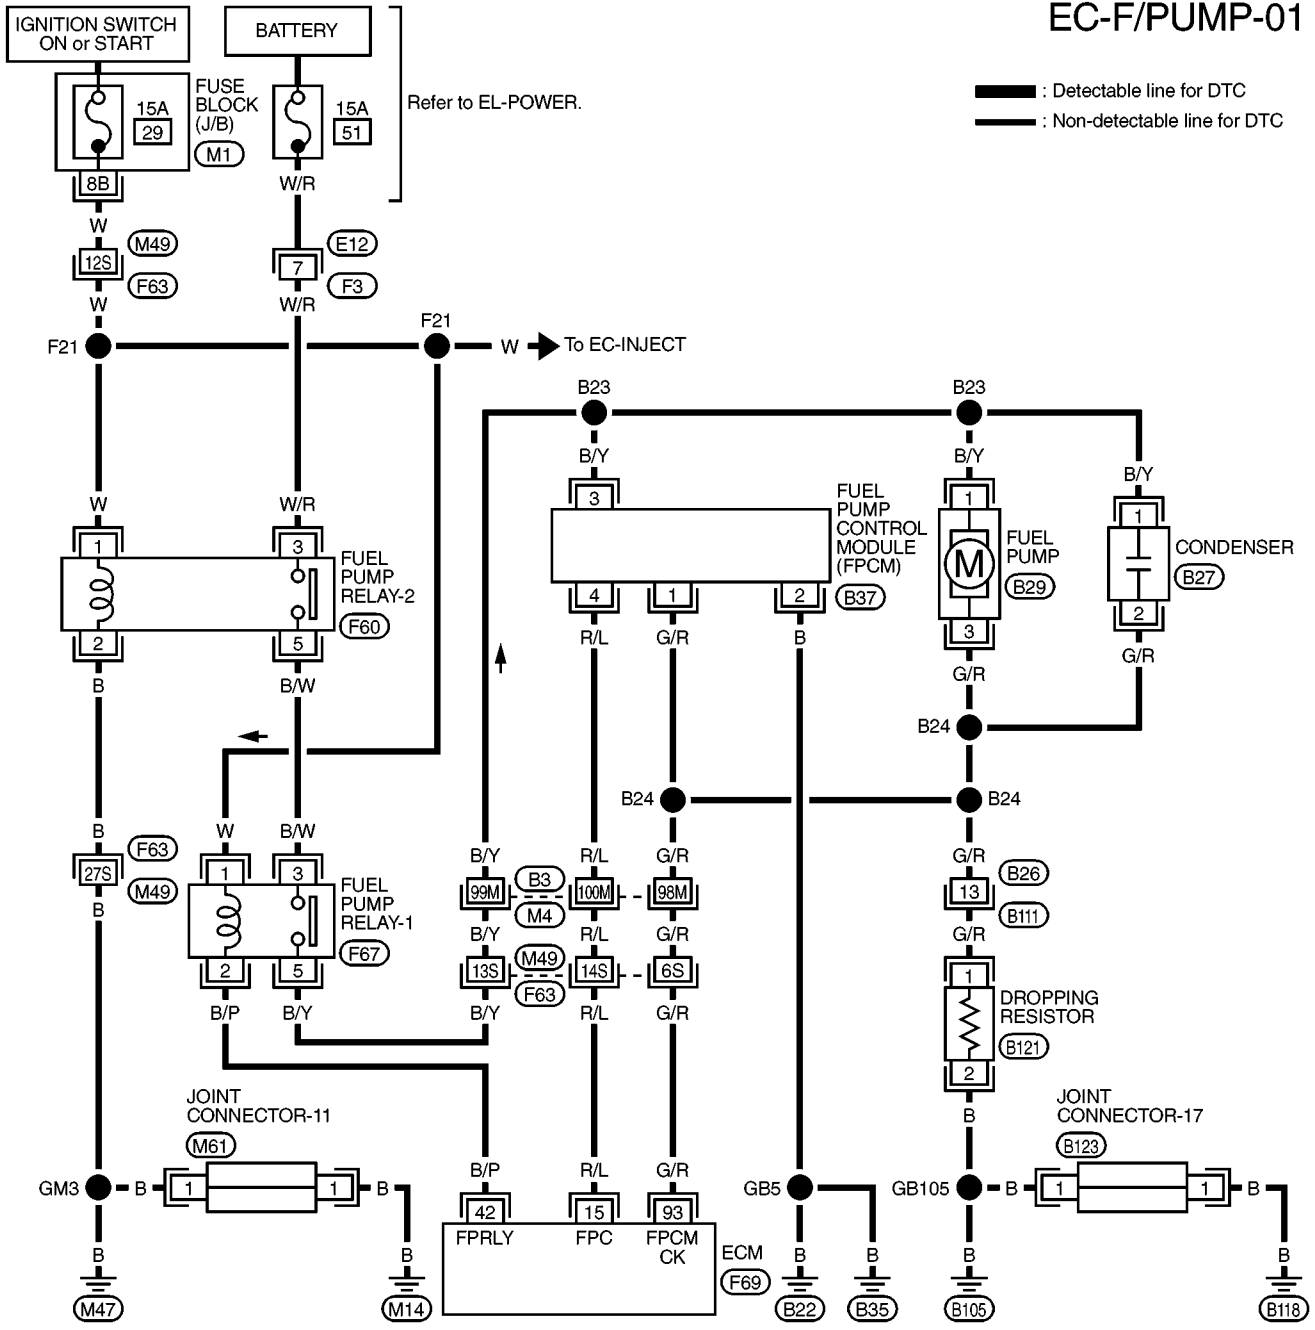 EC-F/PUMP-01
IGNITION SWITCH
ON or START
BATTERY
Refer to EL-POWER.
: Detectable line for DTC
: Non-detectable line for DTC
15A
29
FUSE
BLOCK
(J/B)
M1
15A
51
8B
W/R
W
12S
M49
F63
7
E12
F3
W
W/R
F21
F21
W
To EC-INJECT
B23
B23
B/Y
B/Y
B/Y
W
W/R
3
FUEL
PUMP
CONTROL
MODULE
(FPCM)
B37
1
M
FUEL
PUMP
B29
1
CONDENSER
B27
1
3
FUEL
PUMP
RELAY-2
F60
4
1
2
3
2
2
5
R/L
G/R
B
G/R
G/R
B
B/W
B24
B24
B24
B
W
B/W
B/Y
R/L
G/R
G/R
27S
F63
M49
1
3
FUEL
PUMP
RELAY-1
F67
99M
B3
M4
100M
98M
13
B26
B111
B
B/Y
R/L
G/R
G/R
2
5
13S
M49
F63
14S
6S
1
DROPPING
RESISTOR
B121
2
B/P
B/Y
B/Y
R/L
G/R
B
JOINT
CONNECTOR-11
M61
JOINT
CONNECTOR-17
B123
B/P
R/L
G/R
GM3
B
1
1
B
GB5
GB105
B
1
1
B
42
15
93
FPRLY
FPC
FPCM
CK
ECM
F69
B
B
B
B
B
B
M47
M14
B22
B35
B105
B118